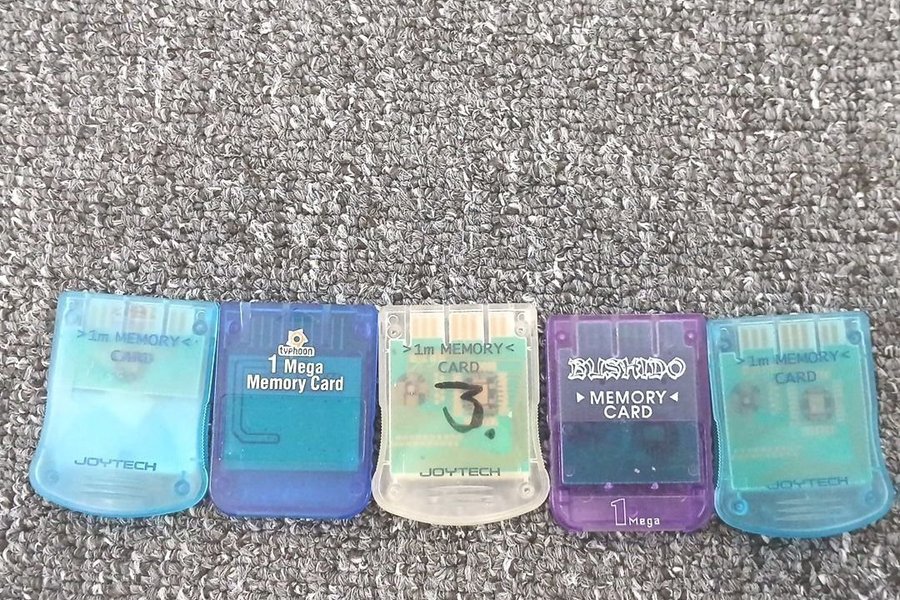 >1m MEMORY<
CARD
JOYTECH
typhoon
1 Mega
Memory Card
>1m MEMORY<
CARD
3.
JOYTECH
BUSHIDO
▶MEMORY◀
CARD
1Mega
>1m MEMORY<
CARD
JOYTECH